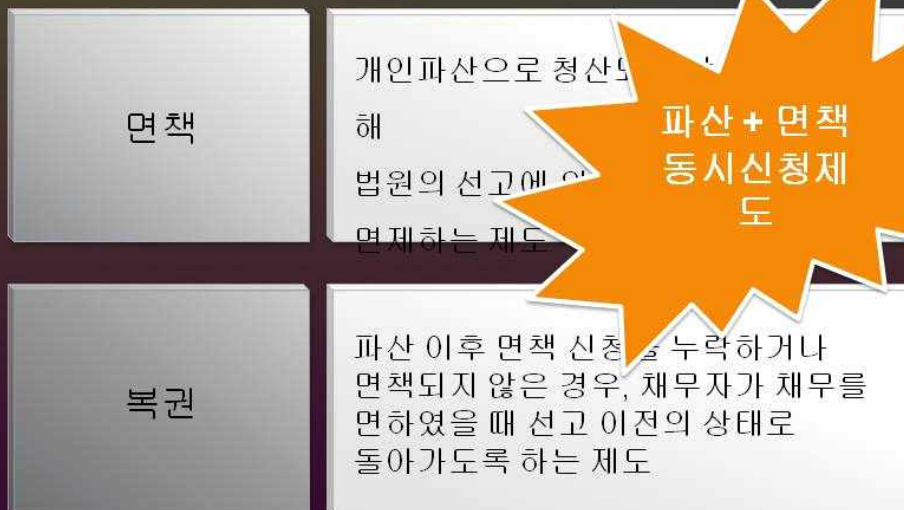 면책
개인파산으로 청산
해
법원의 선고에
면제하는 제도
파산 + 면책
동시신청제
도
복권
파산 이후 면책 신청 누락하거나
면책되지 않은 경우, 채무자가 채무를
면하였을 때 선고 이전의 상태로
돌아가도록 하는 제도